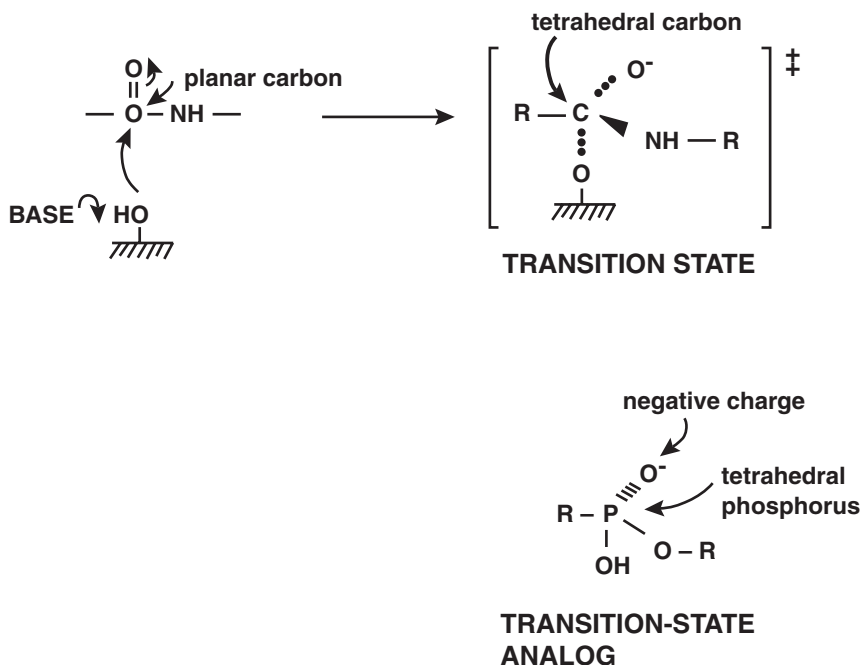 tetrahedral carbon
O
planar carbon
O-
‡
O NH
R C
NH R
O
BASE HO
TRANSITION STATE
negative charge
O-
tetrahedral
phosphorus
R – P
O – R
OH
TRANSITION-STATE
ANALOG